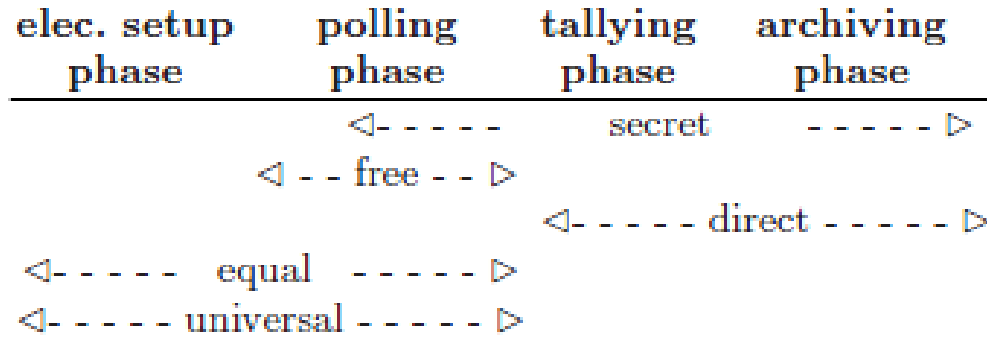 elec. setup polling tallying archiving
phase phase phase phase
secret
free
direct
equal
universal